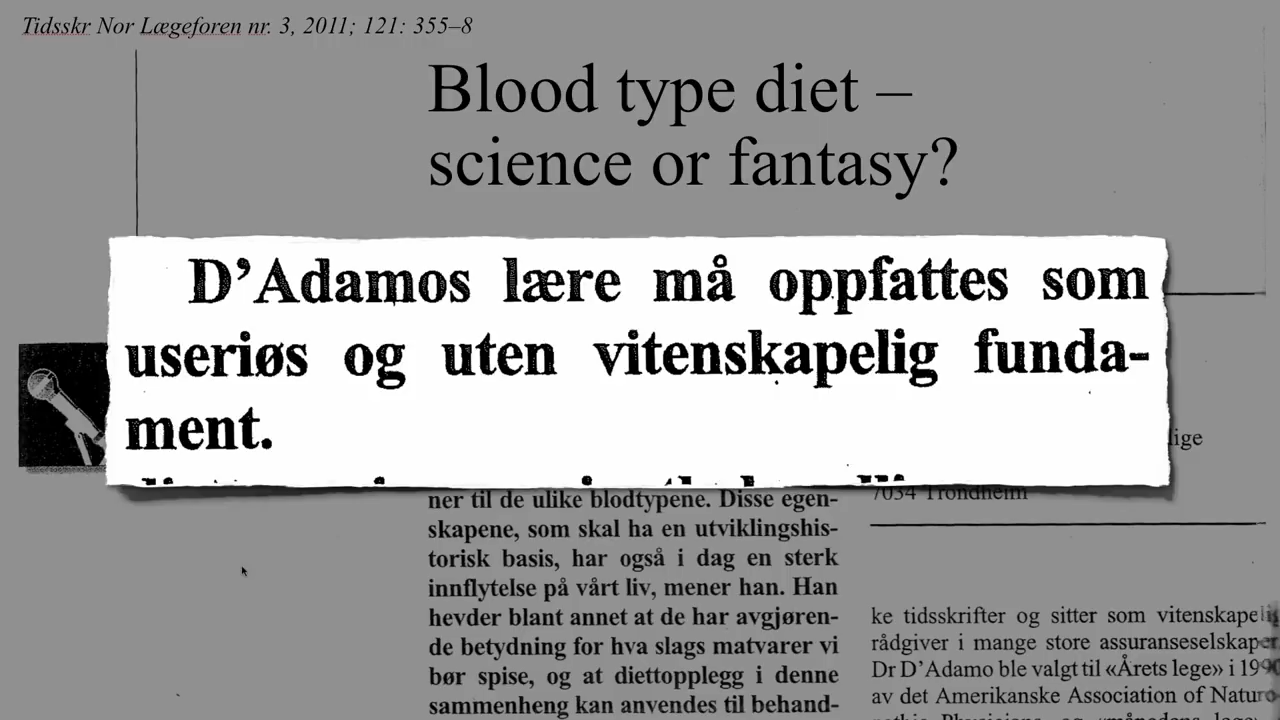 Tidsskr Nor Lægeforen nr. 3, 2011; 121: 355–8
Blood type diet –
science or fantasy?
D’Adamos lære må oppfattes som
useriøs og uten vitenskapelig funda-
ment.
lige
7034 Trondheim
ner til de ulike blodtypene. Disse egen-
skapene, som skal ha en utviklingshis-
torisk basis, har også i dag en sterk
innflytelse på vårt liv, mener han. Han
hevder blant annet at de har avgjøren-
de betydning for hva slags matvarer vi
bør spise, og at diettopplegg i denne
sammenheng kan anvendes til behand-
ke tidsskrifter og sitter som vitenskapelig
rådgiver i mange store assuranseselskaper.
Dr D’Adamo ble valgt til «Årets lege» i 1990
av det Amerikanske Association of Naturo-